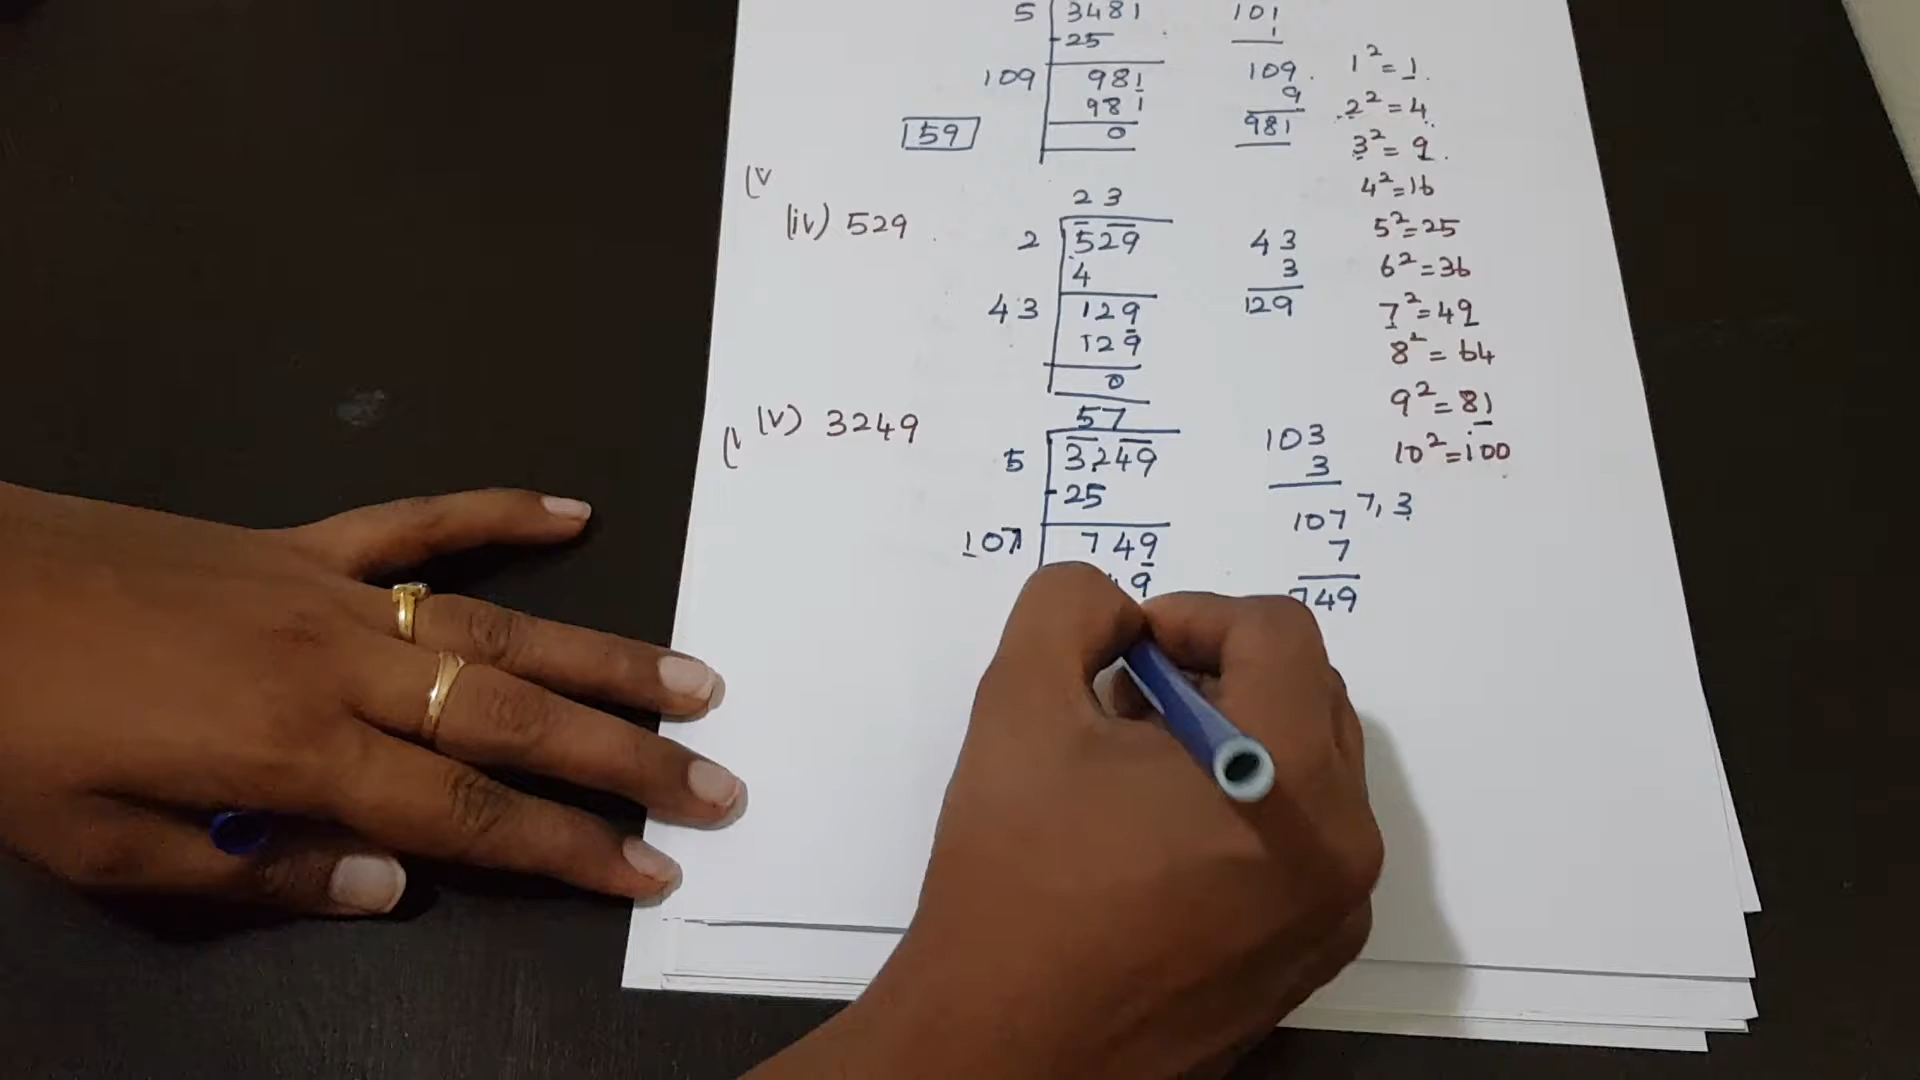 5 3481 101
-25 1
109 981 109
981 9
59 0 981
(v
23
(iv) 529 2 529 43
4 3
43 129 129
129
0
57
(v) 3249 5 3249 103
-25 3
107 749 107 7, 3
49 7
749
1² = 1
2² = 4
3² = 9
4² = 16
5² = 25
6² = 36
7² = 49
8² = 64
9² = 81
10² = 100